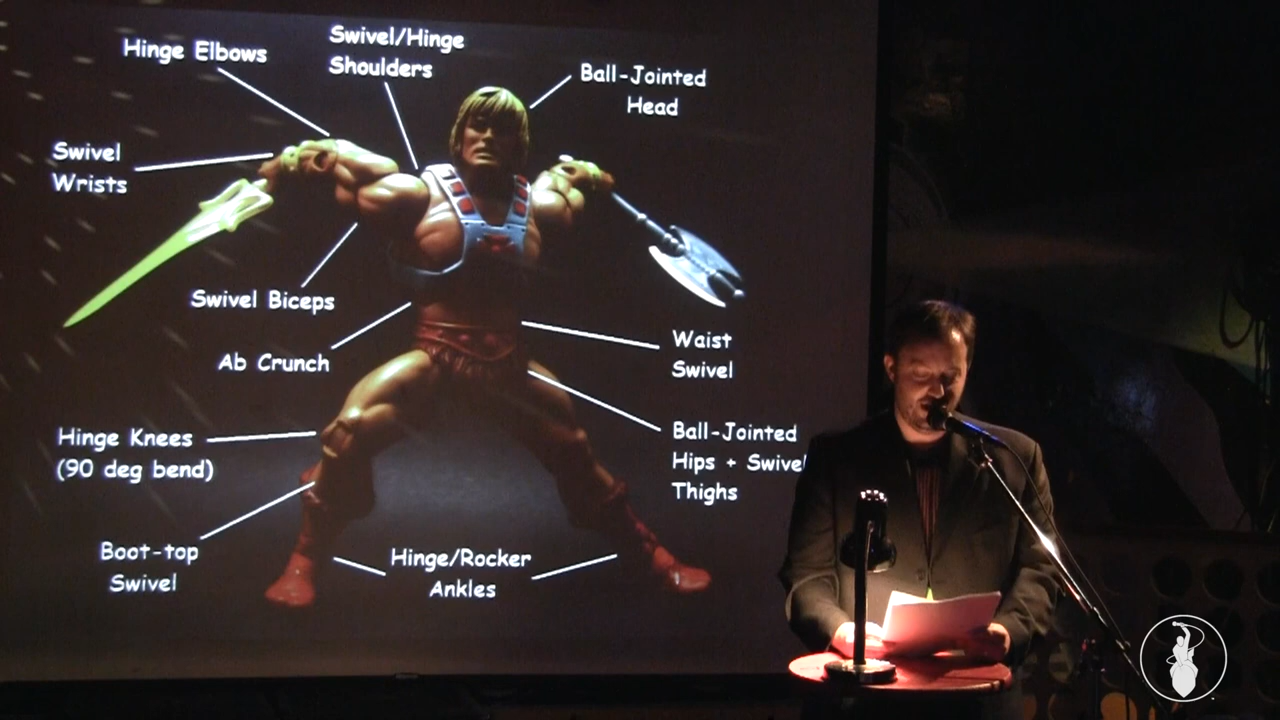 Hinge Elbows
Swivel/Hinge
Shoulders
Ball-Jointed
Head
Swivel
Wrists
Swivel Biceps
Ab Crunch
Waist
Swivel
Hinge Knees
(90 deg bend)
Ball-Jointed
Hips + Swivel
Thighs
Boot-top
Swivel
Hinge/Rocker
Ankles